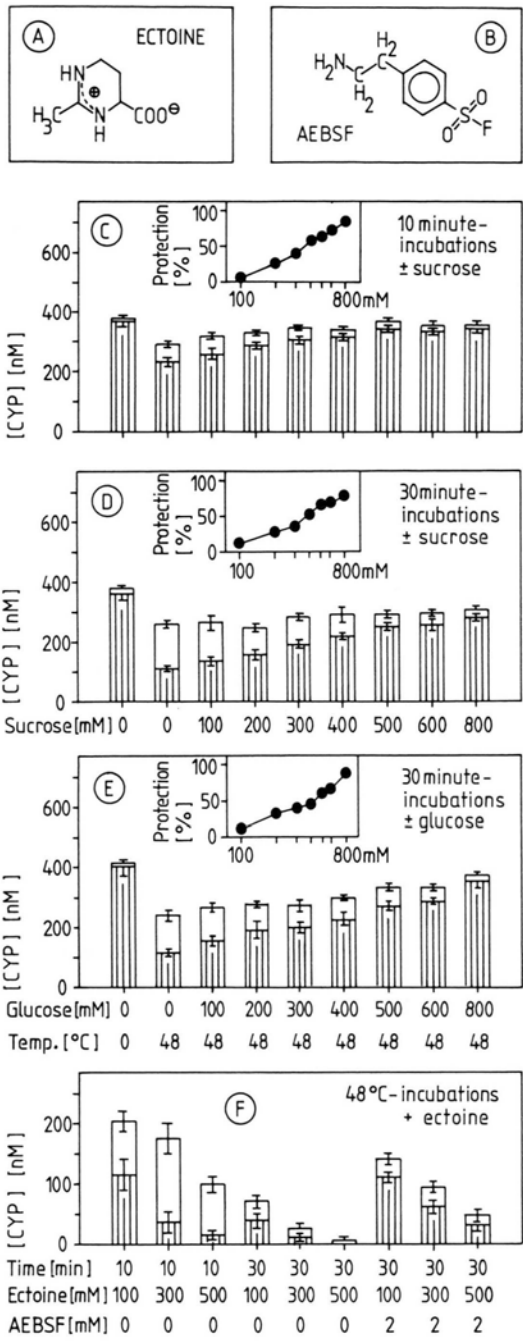 A ECTOINE
HN
⊕
H₃C N COO⊖
H
B
H₂N C H₂
C H₂
O
S F
O
AEBSF
C
10 minute-
incubations
± sucrose
Protection
[%]
100
50
0
100 800mM
[CYP] [nM]
600
400
200
0
D
30minute-
incubations
± sucrose
Protection
[%]
100
50
0
100 800mM
[CYP] [nM]
600
400
200
0
Sucrose[mM] 0 0 100 200 300 400 500 600 800
E
30minute-
incubations
± glucose
Protection
[%]
100
50
0
100 800mM
[CYP] [nM]
600
400
200
0
Glucose[mM] 0 0 100 200 300 400 500 600 800
Temp.[°C] 0 48 48 48 48 48 48 48 48
F
48°C-incubations
+ ectoine
[CYP] [nM]
200
100
0
Time[min] 10 10 10 30 30 30 30 30 30
Ectoine[mM] 100 300 500 100 300 500 100 300 500
AEBSF[mM] 0 0 0 0 0 0 2 2 2